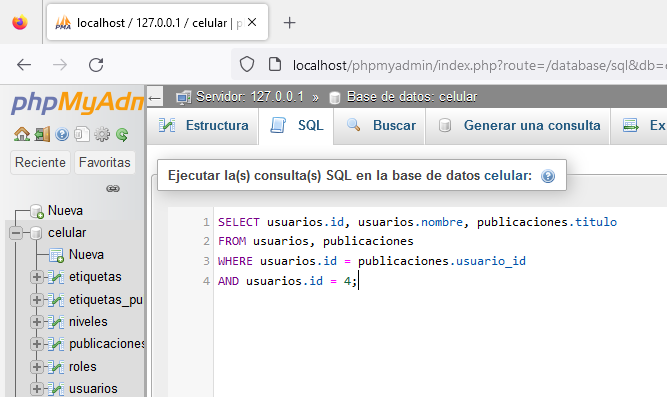 localhost / 127.0.0.1 / celular | p
localhost/phpmyadmin/index.php?route=/database/sql&db=
phpMyAdm
Servidor: 127.0.0.1 » Base de datos: celular
Estructura SQL Buscar Generar una consulta Ex
Reciente Favoritas
Ejecutar la(s) consulta(s) SQL en la base de datos celular:
Nueva
celular
Nueva
etiquetas
etiquetas_pu
niveles
publicaciones
roles
usuarios
1 SELECT usuarios.id, usuarios.nombre, publicaciones.titulo
2 FROM usuarios, publicaciones
3 WHERE usuarios.id = publicaciones.usuario_id
4 AND usuarios.id = 4;